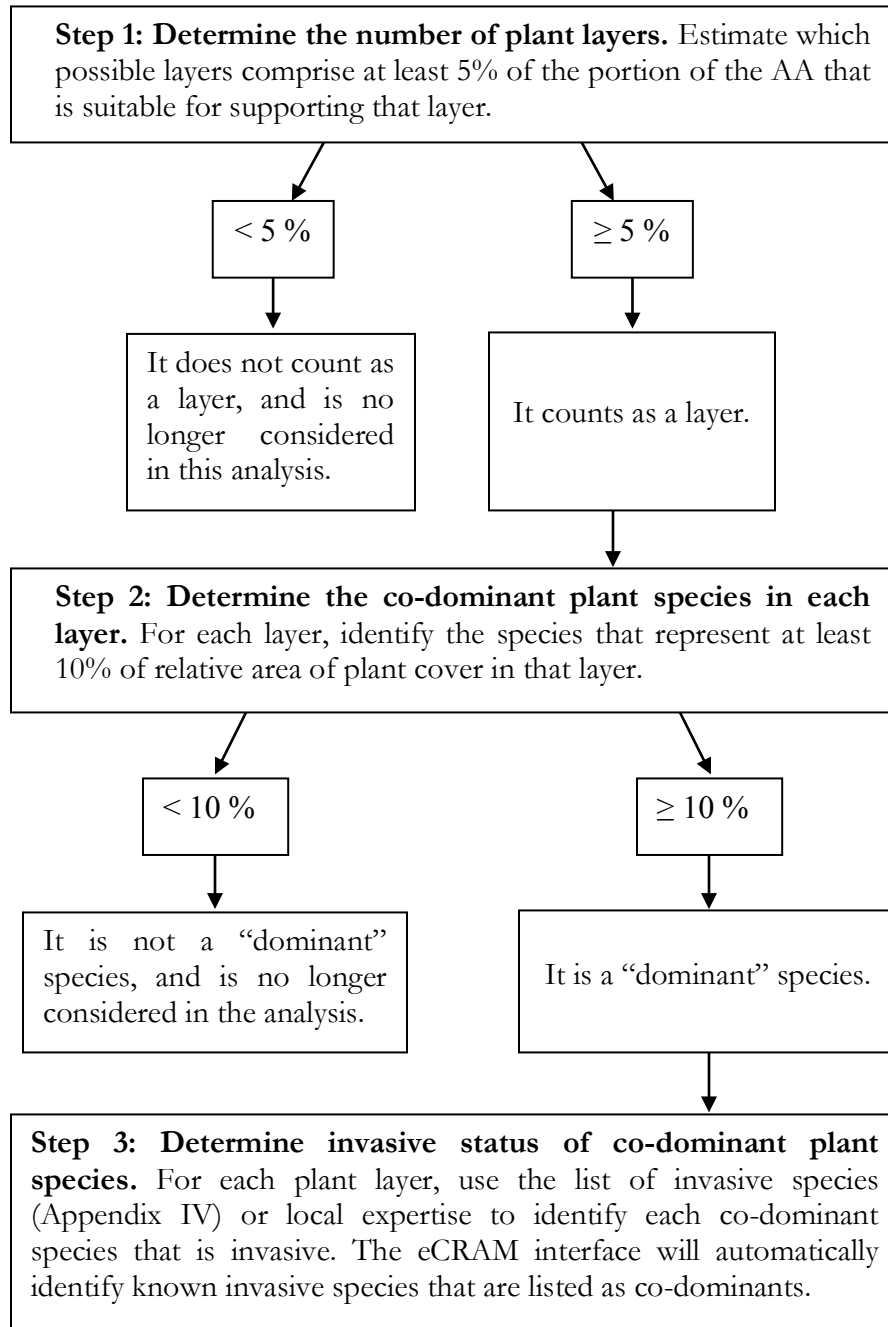 Step 1: Determine the number of plant layers. Estimate which
possible layers comprise at least 5% of the portion of the AA that
is suitable for supporting that layer.
< 5 %
≥ 5 %
It does not count as
a layer, and is no
longer considered
in this analysis.
It counts as a layer.
Step 2: Determine the co-dominant plant species in each
layer. For each layer, identify the species that represent at least
10% of relative area of plant cover in that layer.
< 10 %
≥ 10 %
It is not a “dominant”
species, and is no longer
considered in the analysis.
It is a “dominant” species.
Step 3: Determine invasive status of co-dominant plant
species. For each plant layer, use the list of invasive species
(Appendix IV) or local expertise to identify each co-dominant
species that is invasive. The eCRAM interface will automatically
identify known invasive species that are listed as co-dominants.